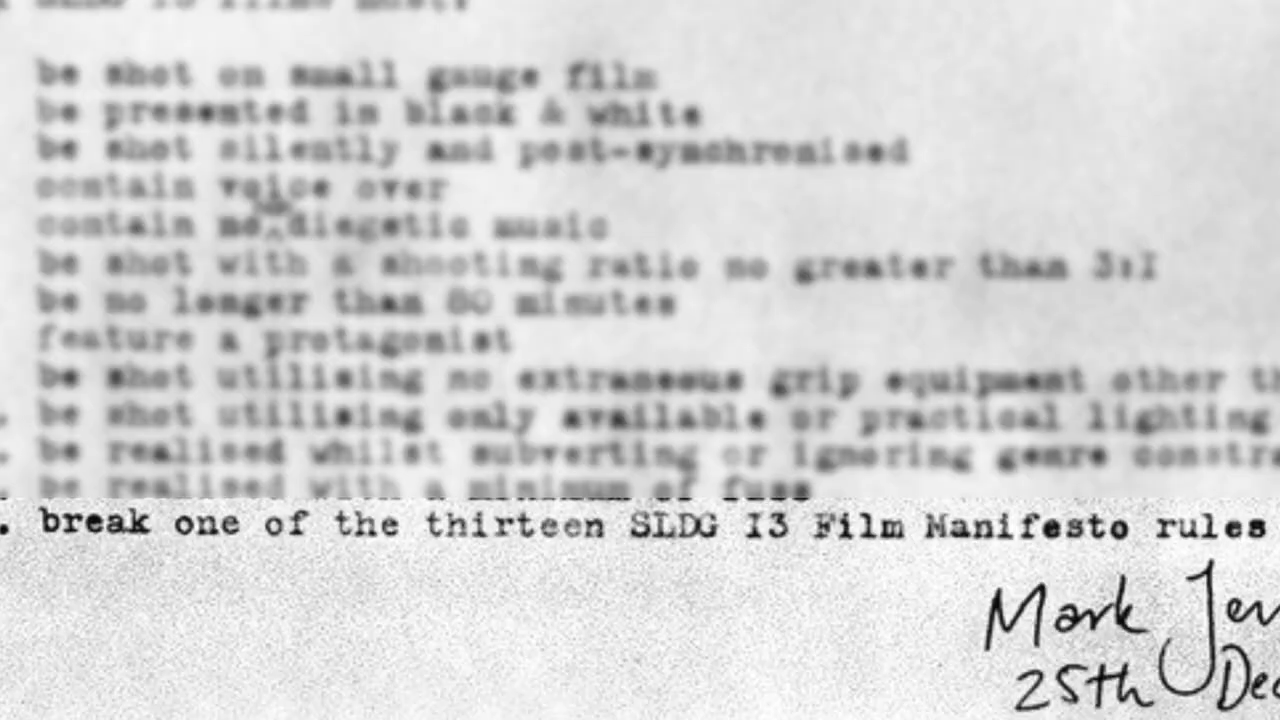 be shot on small gauge film
be presented in black & white
be shot silently and post-synchronised
contain voice over
contain no diegetic music
be shot with a shooting ratio no greater than 3:I
be no longer than 80 minutes
feature a protagonist
be shot utilising no extraneous grip equipment other
. be shot utilising only available or practical lighting
. be realised whilst subverting or ignoring genre
. be realised with a minimum of fuss
. break one of the thirteen SLDG I3 Film Manifesto rules
Mark Jen
25th Dec